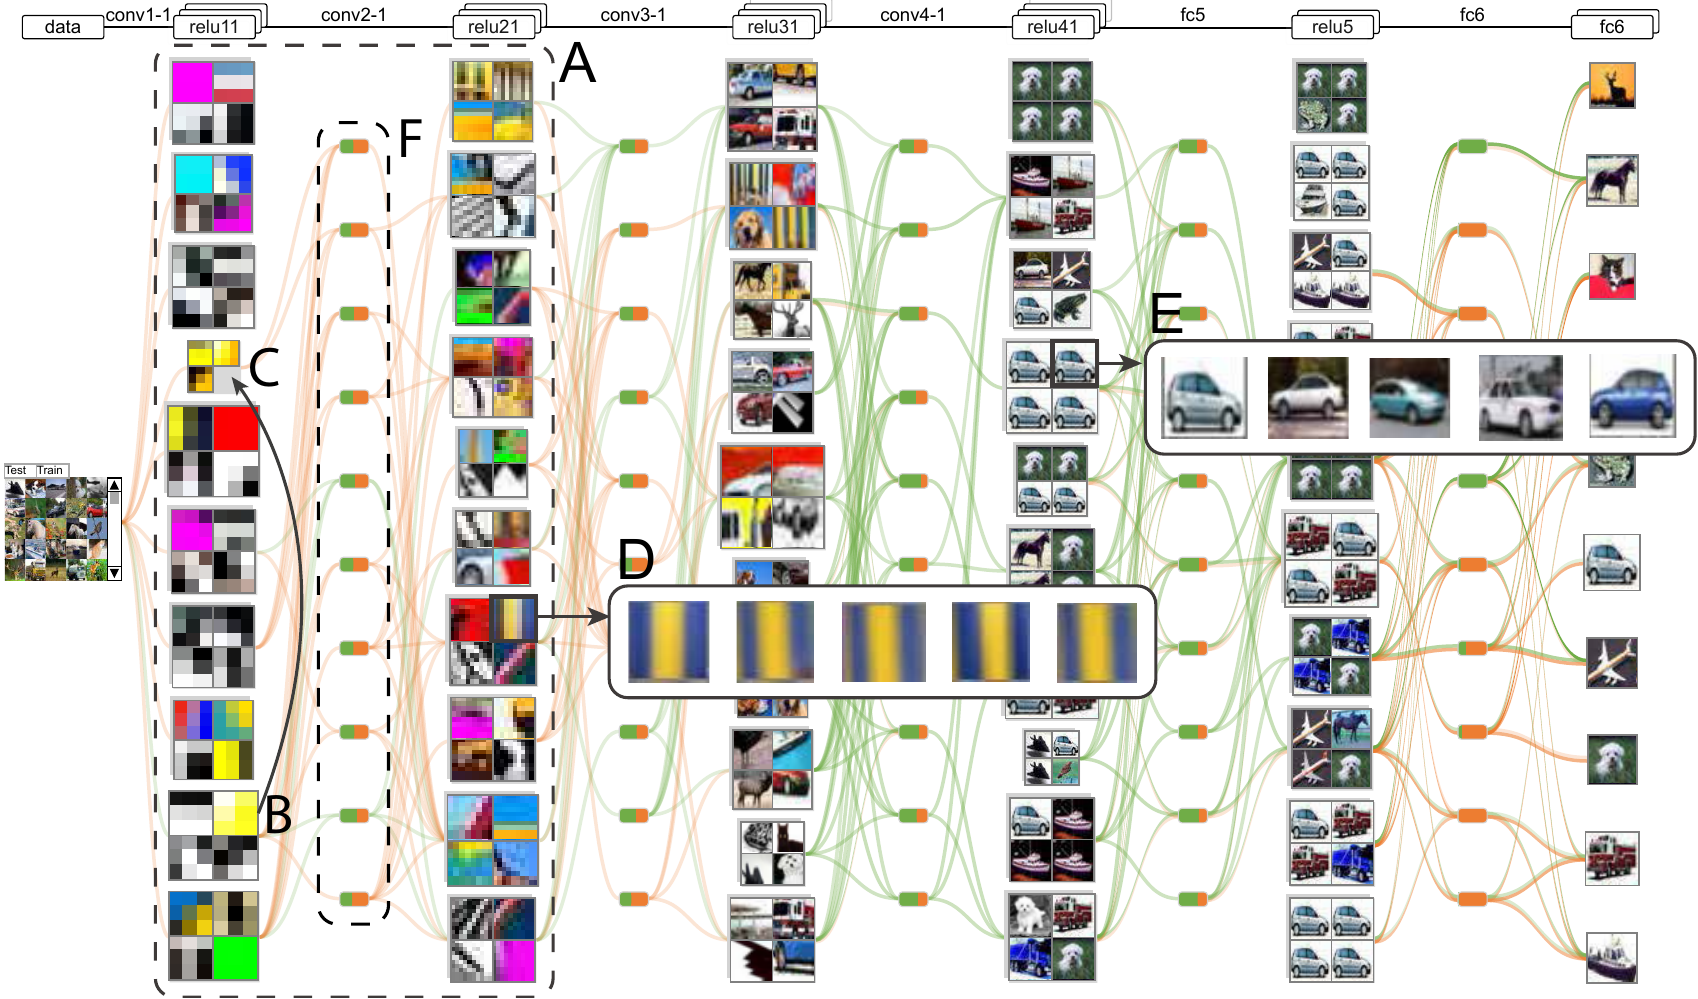 data conv1-1 relu11 conv2-1 relu21 conv3-1 relu31 conv4-1 relu41 fc5 relu5 fc6 fc6
A
F
E
C
Test Train
D
B